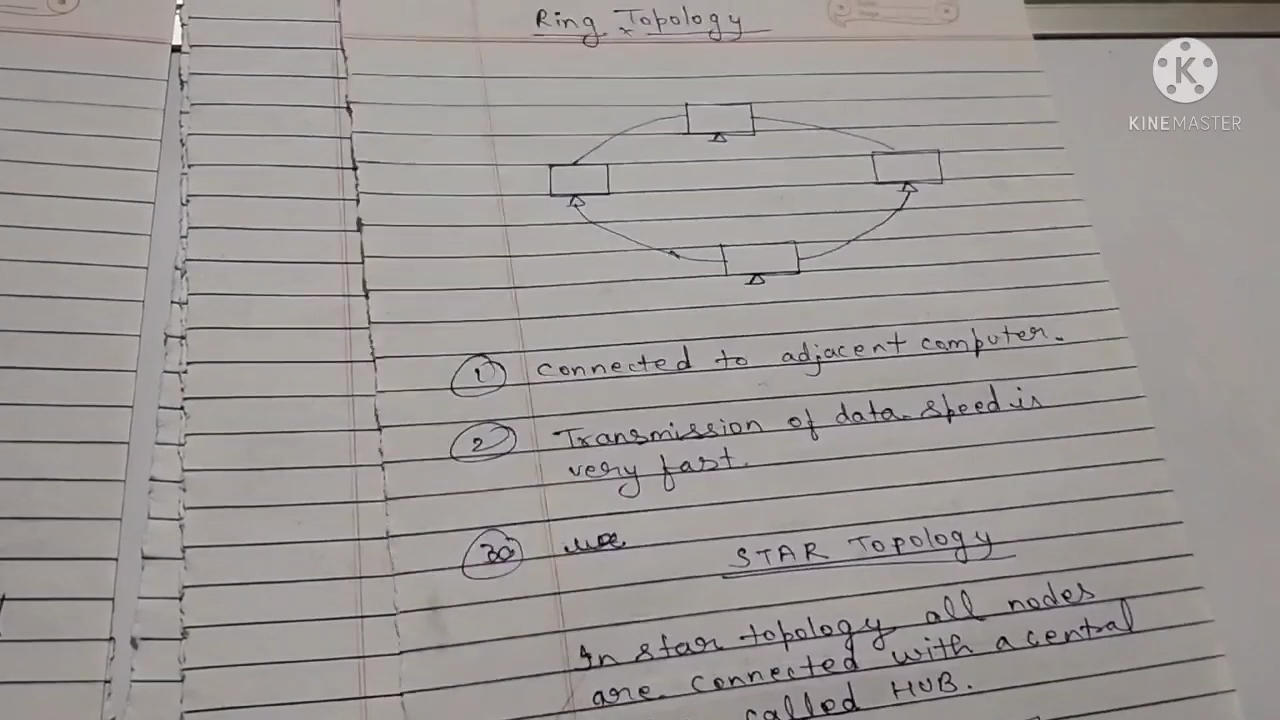 Ring Topology
K
KINEMASTER
1 Connected to adjacent computer.
2 Transmission of data speed is
very fast.
3
STAR Topology
In star topology all nodes
are connected with a central
called HUB.